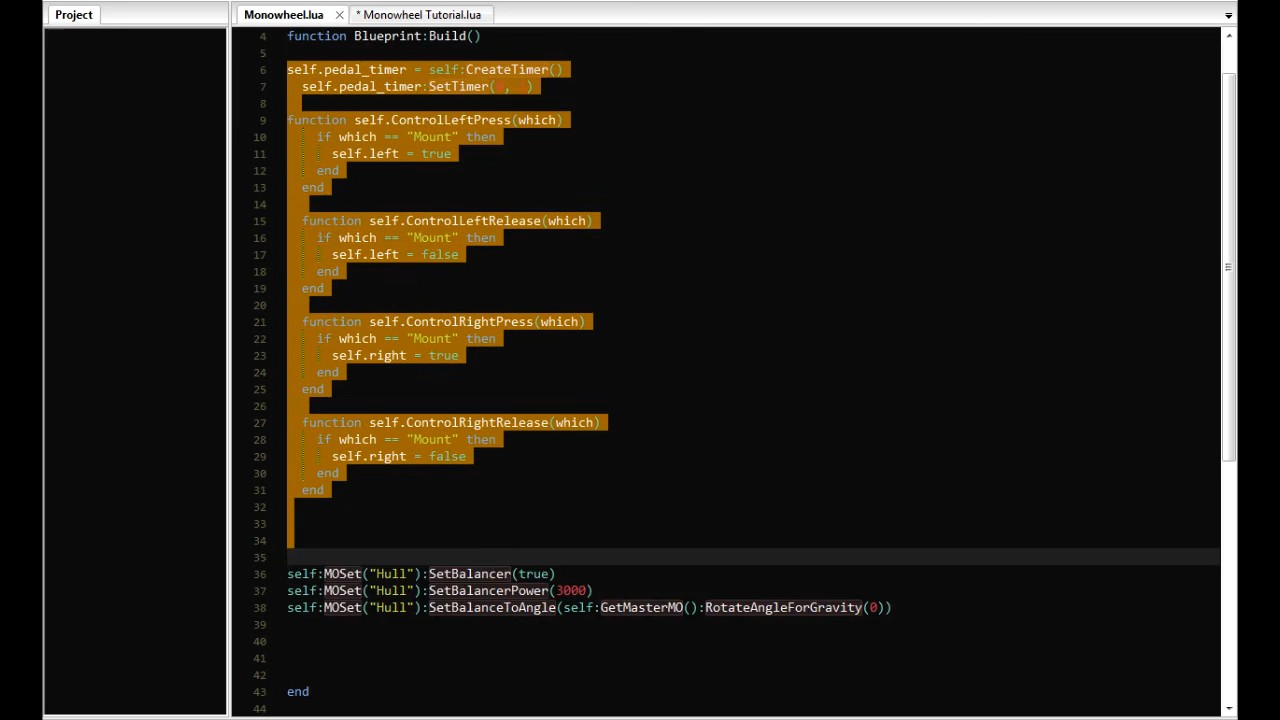 Project
Monowheel.lua
* Monowheel Tutorial.lua
4 function Blueprint:Build()
5
6 self.pedal_timer = self:CreateTimer()
7 self.pedal_timer:SetTimer( , )
8
9 function self.ControlLeftPress(which)
10 if which == "Mount" then
11 self.left = true
12 end
13 end
14
15 function self.ControlLeftRelease(which)
16 if which == "Mount" then
17 self.left = false
18 end
19 end
20
21 function self.ControlRightPress(which)
22 if which == "Mount" then
23 self.right = true
24 end
25 end
26
27 function self.ControlRightRelease(which)
28 if which == "Mount" then
29 self.right = false
30 end
31 end
32
33
34
35
36 self:MOSet("Hull"):SetBalancer(true)
37 self:MOSet("Hull"):SetBalancerPower(3000)
38 self:MOSet("Hull"):SetBalanceToAngle(self:GetMasterMO():RotateAngleForGravity(0))
39
40
41
42
43 end
44